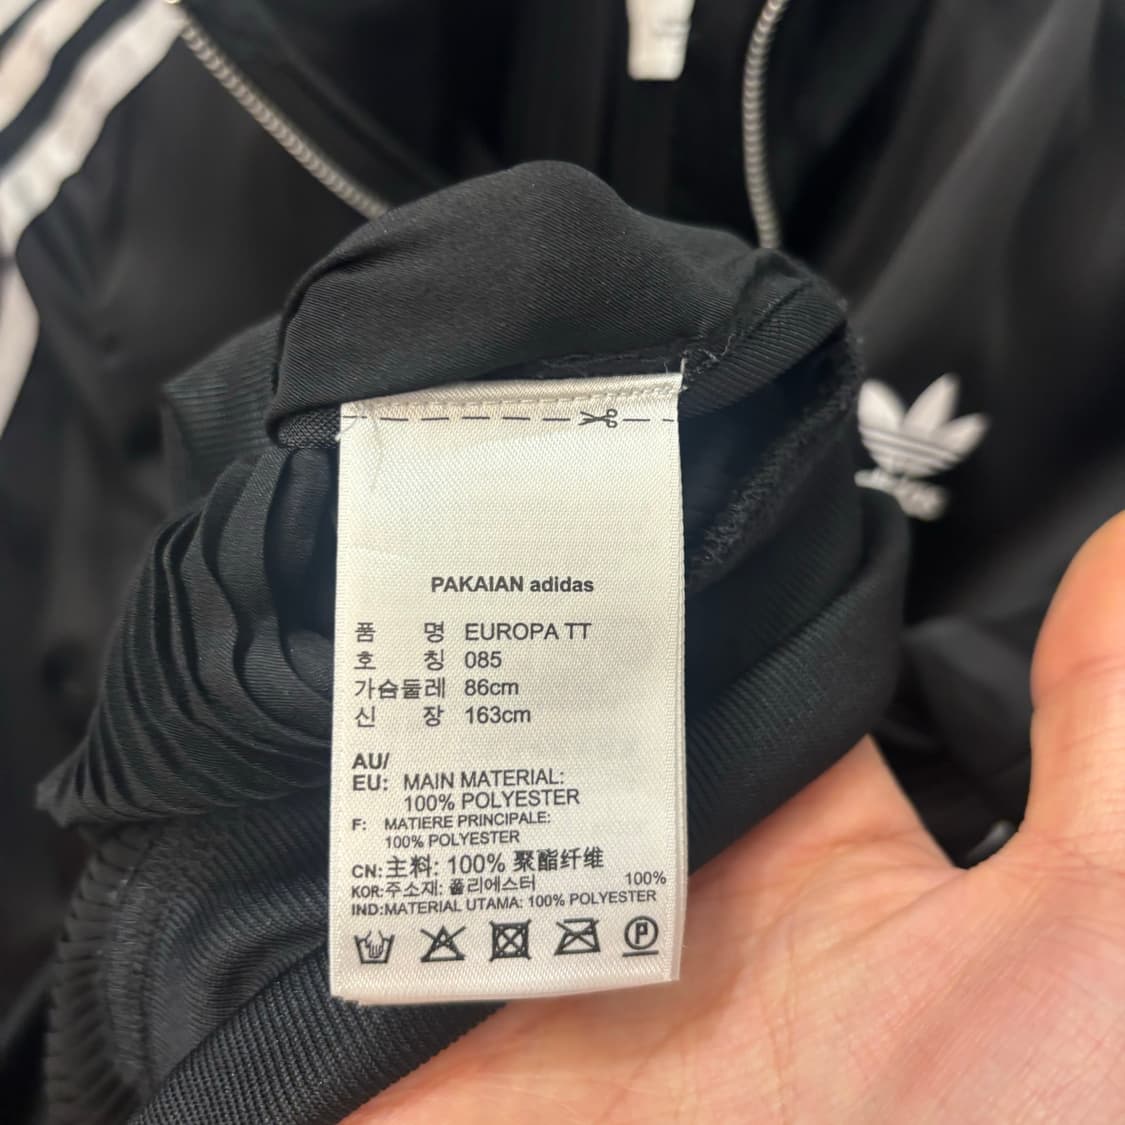 PAKAIAN adidas
품 명 EUROPA TT
호 칭 085
가슴둘레 86cm
신 장 163cm
AU/
EU: MAIN MATERIAL:
100% POLYESTER
F: MATIERE PRINCIPALE:
100% POLYESTER
CN:主料: 100% 聚酯纤维
KOR:주소재: 폴리에스터 100%
IND:MATERIAL UTAMA: 100% POLYESTER
P